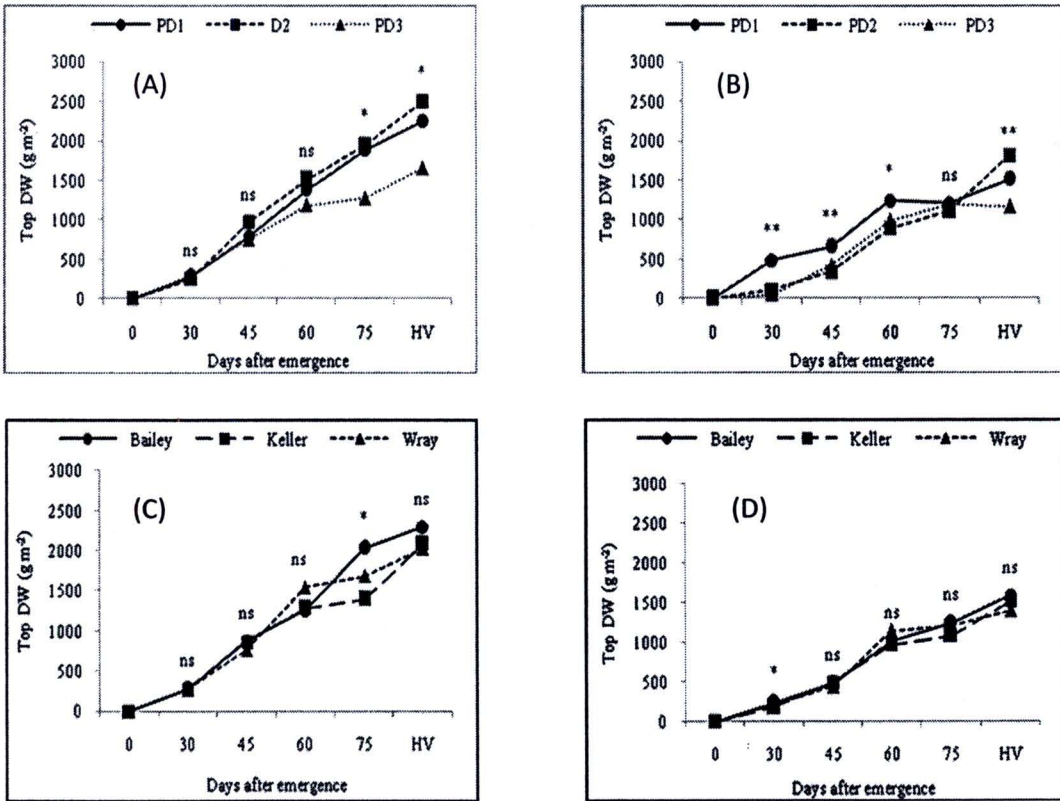 PD1 D2 PD3
(A)
Top DW (g m-2)
3000
2500
2000
1500
1000
500
0
ns
ns
ns
*
*
0 30 45 60 75 HV
Days after emergence
PD1 PD2 PD3
(B)
Top DW (g m-2)
3000
2500
2000
1500
1000
500
0
**
**
*
ns
**
0 30 45 60 75 HV
Days after emergence
Bailey Keller Wray
(C)
Top DW (g m-2)
3000
2500
2000
1500
1000
500
0
ns
ns
ns
*
ns
0 30 45 60 75 HV
Days after emergence
Bailey Keller Wray
(D)
Top DW (g m-2)
3000
2500
2000
1500
1000
500
0
*
ns
ns
ns
ns
0 30 45 60 75 HV
Days after emergence